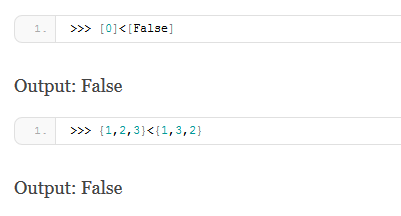 1. >>> [0]<[False]
Output: False
1. >>> {1,2,3}<{1,3,2}
Output: False